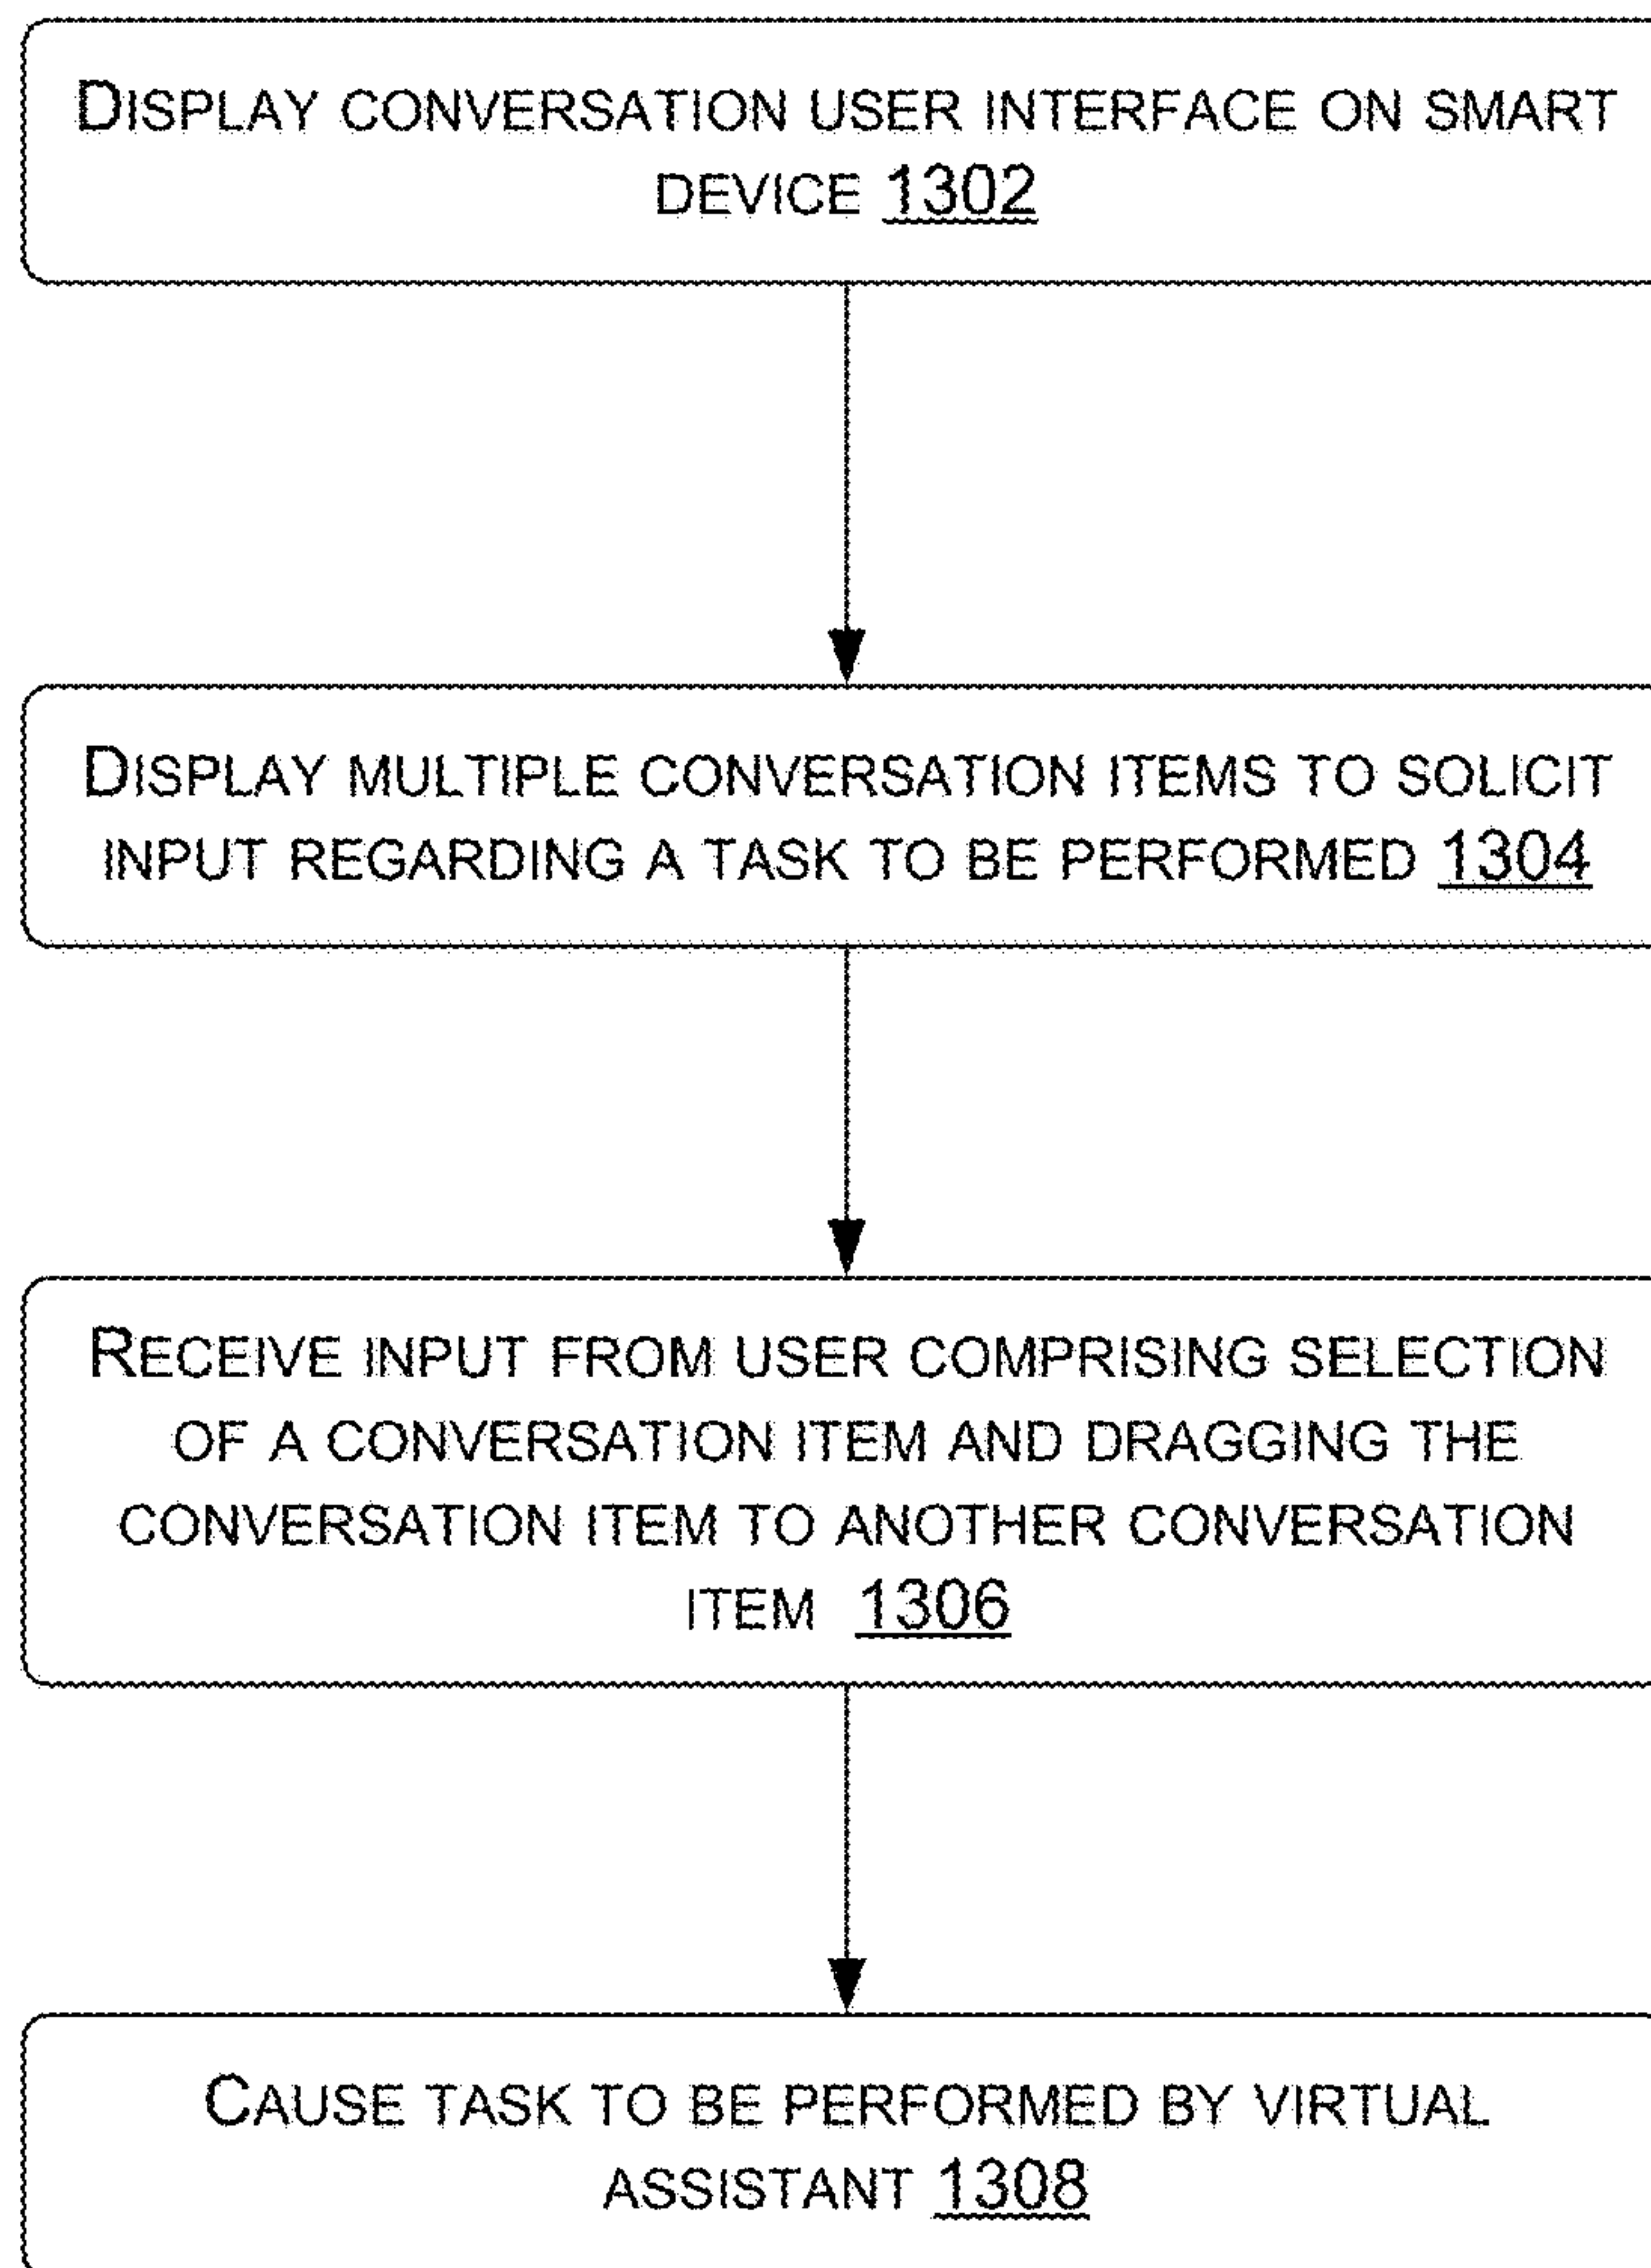 DISPLAY CONVERSATION USER INTERFACE ON SMART
DEVICE 1302
DISPLAY MULTIPLE CONVERSATION ITEMS TO SOLICIT
INPUT REGARDING A TASK TO BE PERFORMED 1304
RECEIVE INPUT FROM USER COMPRISING SELECTION
OF A CONVERSATION ITEM AND DRAGGING THE
CONVERSATION ITEM TO ANOTHER CONVERSATION
ITEM 1306
CAUSE TASK TO BE PERFORMED BY VIRTUAL
ASSISTANT 1308